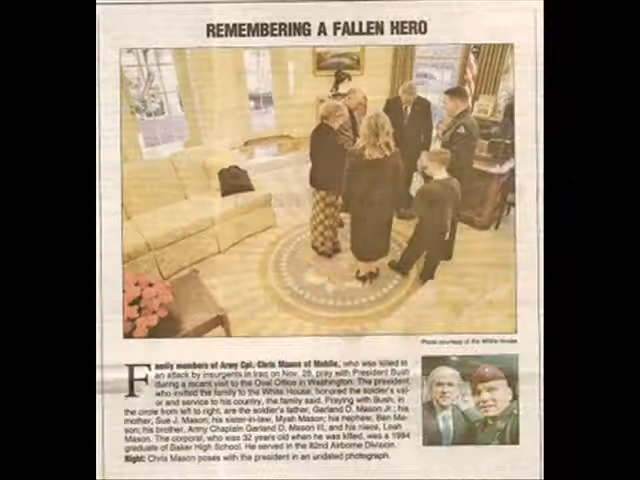 REMEMBERING A FALLEN HERO
Photo courtesy of the White House
Family members of Army Cpl. Chris Mason of Mobile, who was killed in
an attack by insurgents in Iraq on Nov. 28, pray with President Bush
during a recent visit to the Oval Office in Washington. The president
who invited the family to the White House, honored the soldier's val-
or and service to his country, the family said. Praying with Bush, in
the circle from left to right, are the soldier's father, Garland D. Mason Jr.; his
mother, Sue J. Mason; his sister-in-law, Myah Mason; his nephew, Ben Ma-
son; his brother, Army Chaplain Garland D. Mason III, and his niece, Leah
Mason. The corporal, who was 32 years old when he was killed, was a 1994
graduate of Baker High School. He served in the 82nd Airborne Division.
Right: Chris Mason poses with the president in an undated photograph.